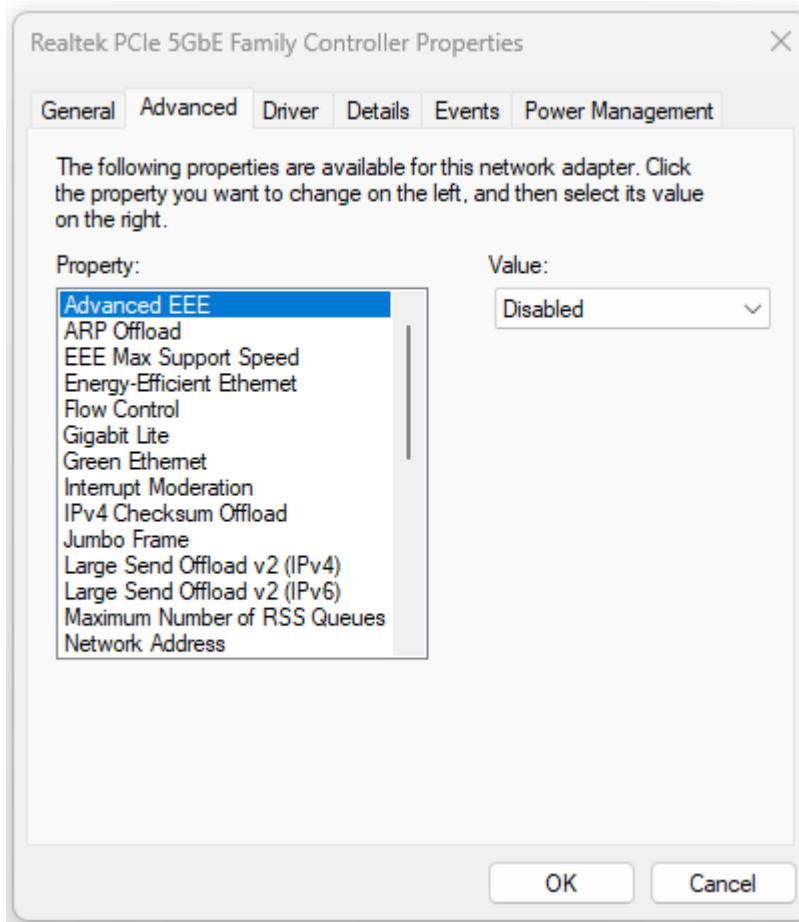 Realtek PCIe 5GbE Family Controller Properties
General Advanced Driver Details Events Power Management
The following properties are available for this network adapter. Click
the property you want to change on the left, and then select its value
on the right.
Property:
Value:
Advanced EEE
Disabled
ARP Offload
EEE Max Support Speed
Energy-Efficient Ethernet
Flow Control
Gigabit Lite
Green Ethernet
Interrupt Moderation
IPv4 Checksum Offload
Jumbo Frame
Large Send Offload v2 (IPv4)
Large Send Offload v2 (IPv6)
Maximum Number of RSS Queues
Network Address
OK
Cancel